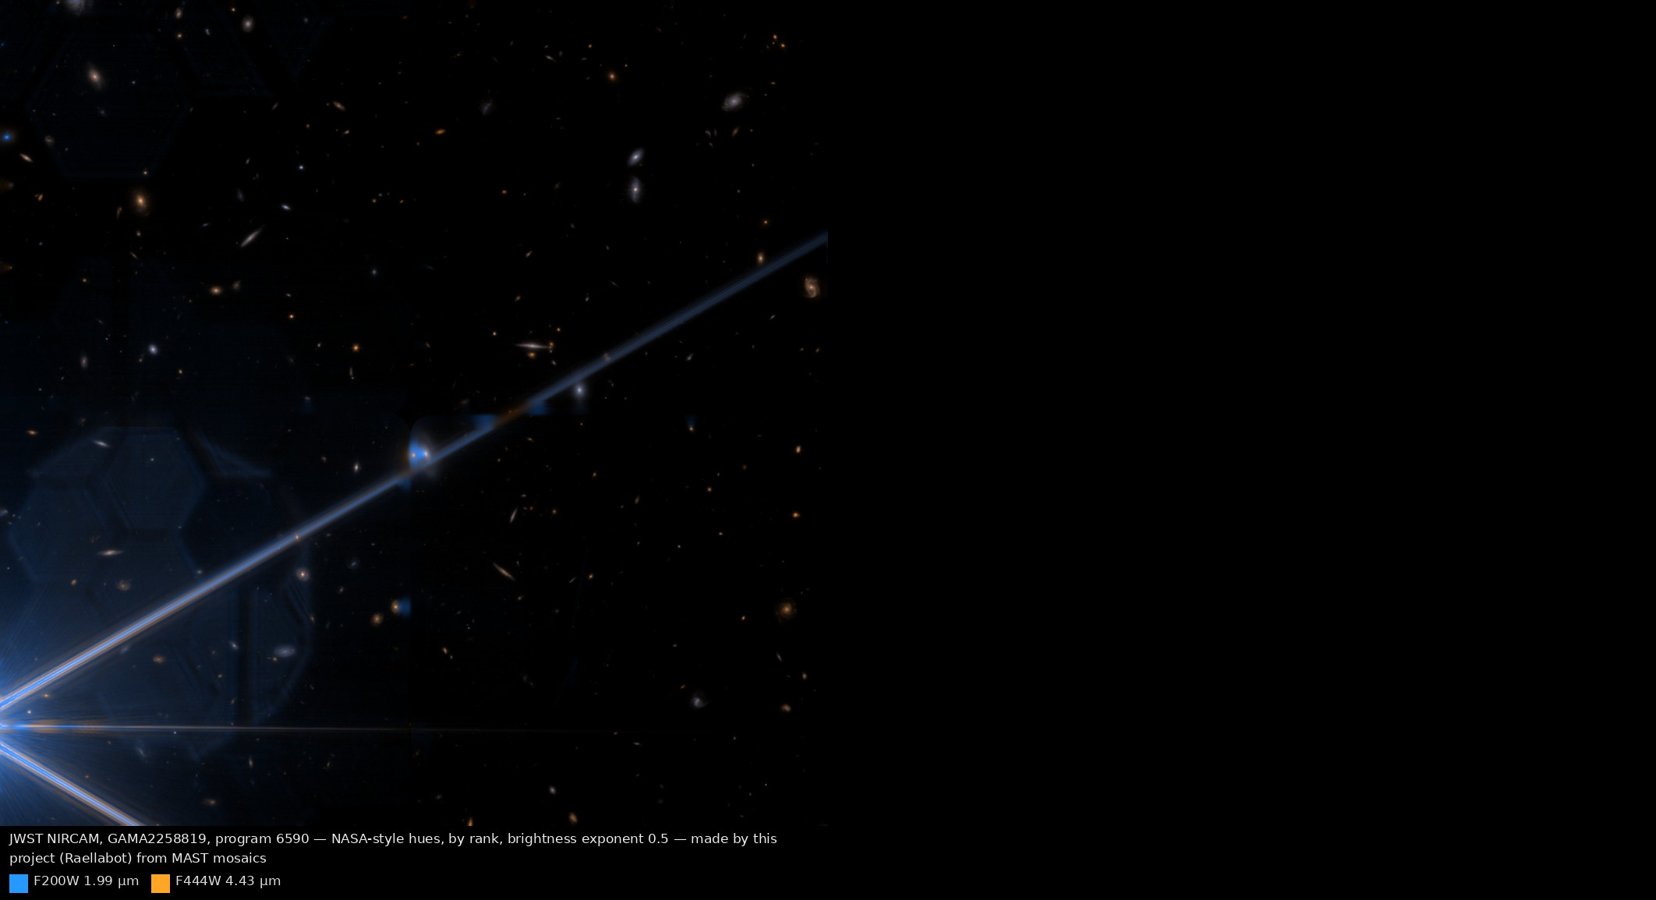 JWST NIRCAM, GAMA2258819, program 6590 — NASA-style hues, by rank, brightness exponent 0.5 — made by this
project (Raellabot) from MAST mosaics
F200W 1.99 µm F444W 4.43 µm